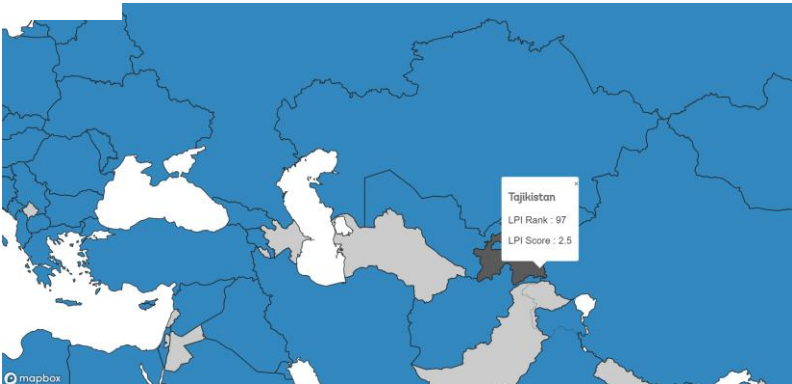 ×
Tajikistan
LPI Rank : 97
LPI Score : 2.5
mapbox